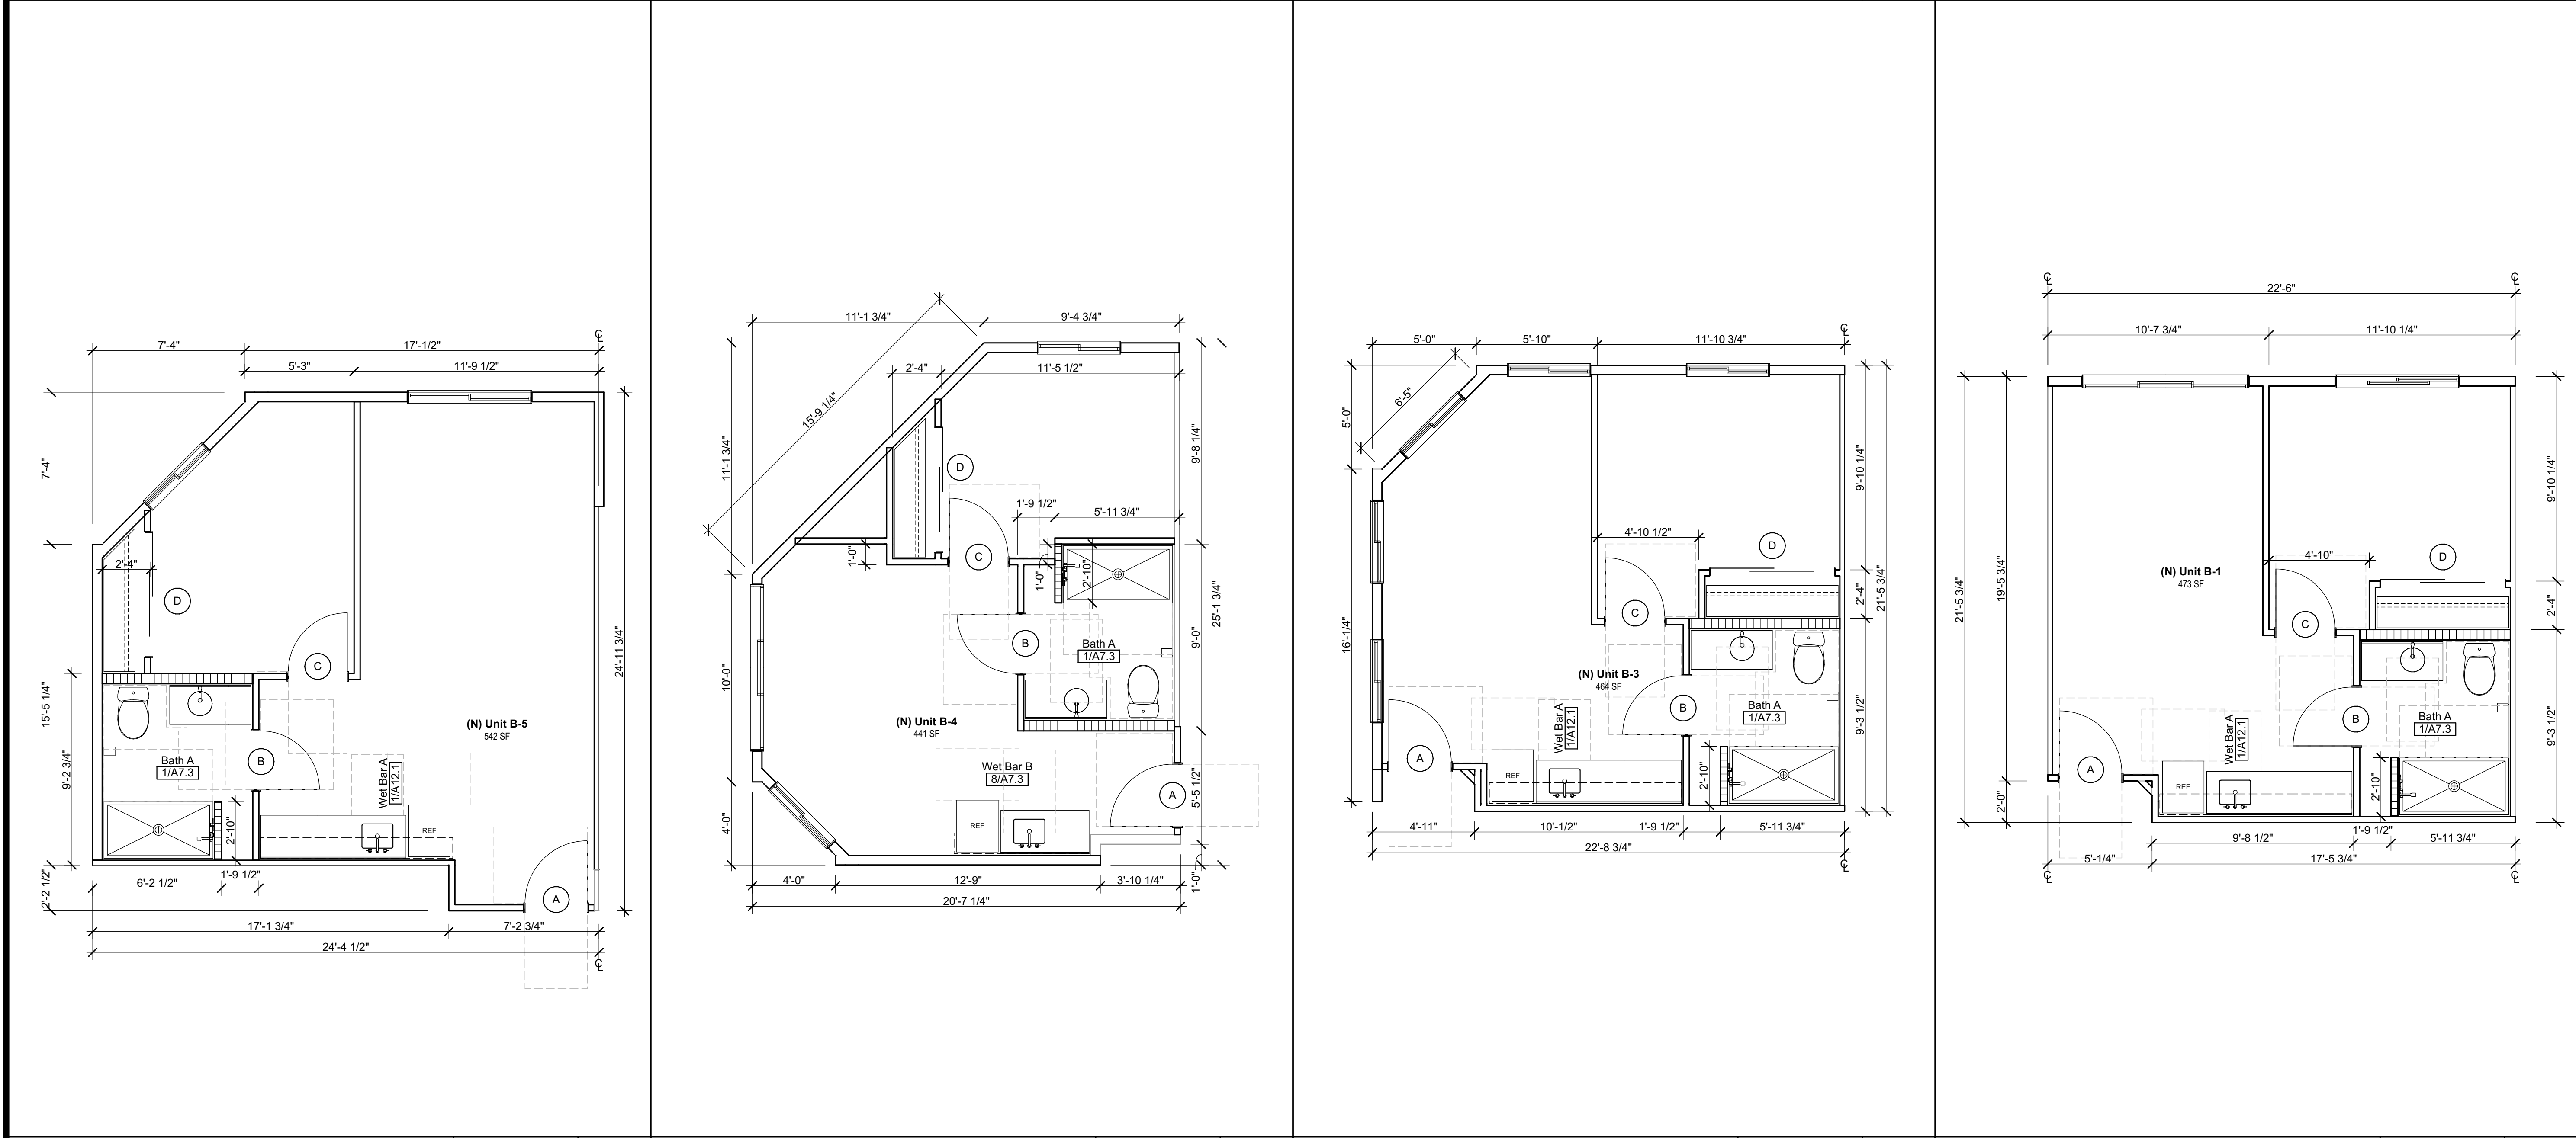 7'-4"
17'-1/2"
C
L
5'-3"
11'-9 1/2"
7'-4"
15'-5 1/4"
9'-2 3/4"
2'-2 1/2"
24'-11 3/4"
2'-4"
D
C
(N) Unit B-5
542 SF
B
Bath A
1/A7.3
Wet Bar A
1/A12.1
2'-10"
REF
A
6'-2 1/2"
1'-9 1/2"
17'-1 3/4"
7'-2 3/4"
24'-4 1/2"
C
L
11'-1 3/4"
9'-4 3/4"
2'-4"
11'-5 1/2"
15'-9 1/4"
11'-1 3/4"
9'-8 1/4"
D
1'-9 1/2"
5'-11 3/4"
1'-0"
C
1'-0"
2'-10"
25'-1 3/4"
B
Bath A
1/A7.3
9'-0"
10'-0"
(N) Unit B-4
441 SF
Wet Bar B
8/A7.3
5'-5 1/2"
A
REF
4'-0"
1'-0"
4'-0"
12'-9"
3'-10 1/4"
20'-7 1/4"
C
L
5'-0"
5'-10"
11'-10 3/4"
6'-5"
5'-0"
9'-10 1/4"
4'-10 1/2"
D
C
2'-4"
21'-5 3/4"
16'-1/4"
(N) Unit B-3
464 SF
Wet Bar A
1/A12.1
B
Bath A
1/A7.3
9'-3 1/2"
A
REF
2'-10"
4'-11"
10'-1/2"
1'-9 1/2"
5'-11 3/4"
22'-8 3/4"
C
L
C
L
C
L
22'-6"
10'-7 3/4"
11'-10 1/4"
9'-10 1/4"
21'-5 3/4"
19'-5 3/4"
(N) Unit B-1
473 SF
4'-10"
D
C
2'-4"
Wet Bar A
1/A12.1
B
Bath A
1/A7.3
9'-3 1/2"
A
REF
2'-10"
2'-0"
9'-8 1/2"
1'-9 1/2"
5'-11 3/4"
5'-1/4"
17'-5 3/4"
C
L
C
L